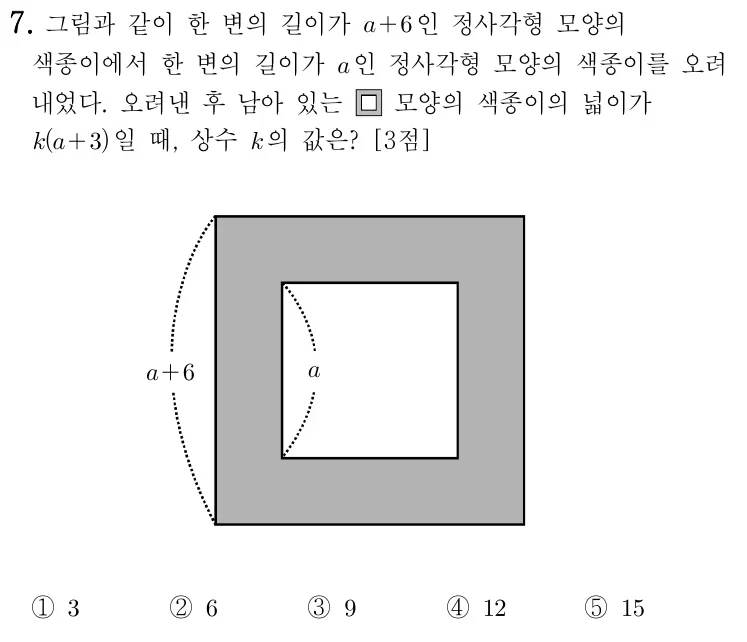 7. 그림과 같이 한 변의 길이가 a+6인 정사각형 모양의
색종이에서 한 변의 길이가 a인 정사각형 모양의 색종이를 오려
내었다. 오려낸 후 남아 있는 모양의 색종이의 넓이가
k(a+3)일 때, 상수 k의 값은? [3점]
a+6
a
① 3 ② 6 ③ 9 ④ 12 ⑤ 15